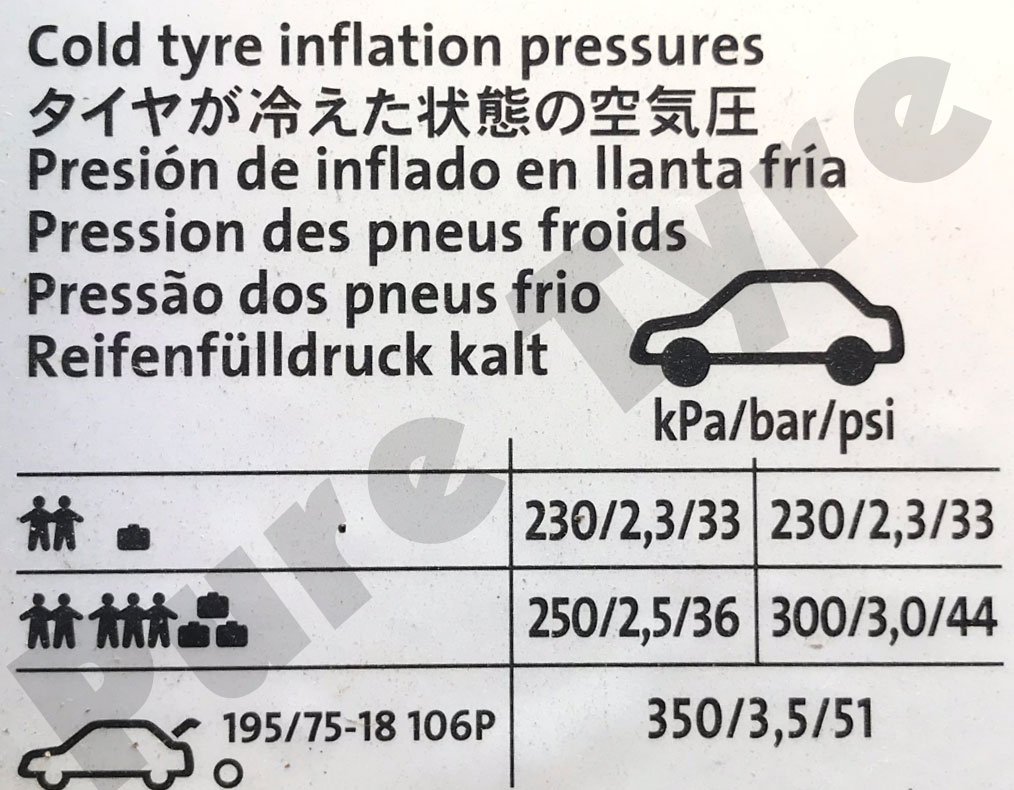 Cold tyre inflation pressures
タイヤが冷えた状態の空気圧
Presión de inflado en llanta fría
Pression des pneus froids
Pressão dos pneus frio
Reifenfülldruck kalt
kPa/bar/psi
230/2,3/33 230/2,3/33
250/2,5/36 300/3,0/44
195/75-18 106P 350/3,5/51
Pure Tyre